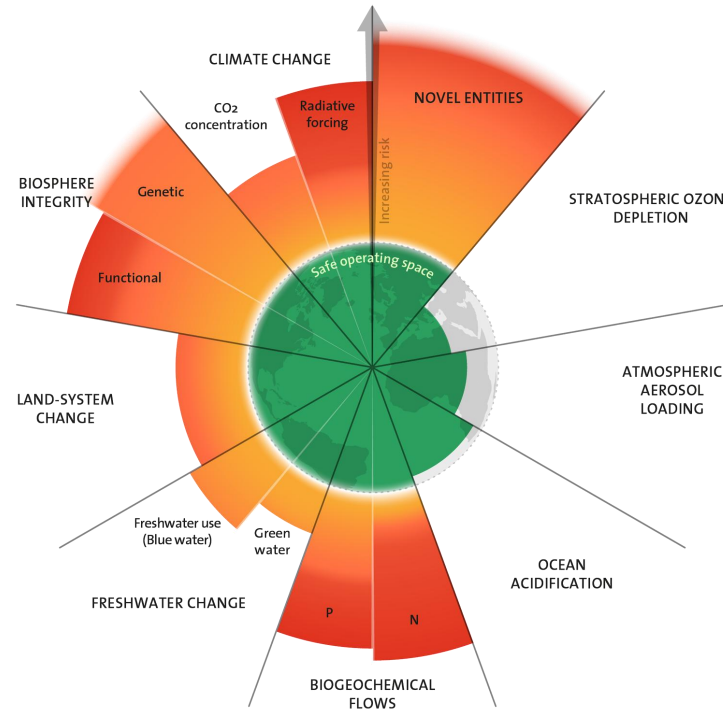 CLIMATE CHANGE
CO2
concentration
Radiative
forcing
Increasing risk
NOVEL ENTITIES
STRATOSPHERIC OZON
DEPLETION
ATMOSPHERIC
AEROSOL
LOADING
OCEAN
ACIDIFICATION
N
P
BIOGEOCHEMICAL
FLOWS
Green
water
Freshwater use
(Blue water)
FRESHWATER CHANGE
LAND-SYSTEM
CHANGE
BIOSPHERE
INTEGRITY
Functional
Genetic
Safe operating space